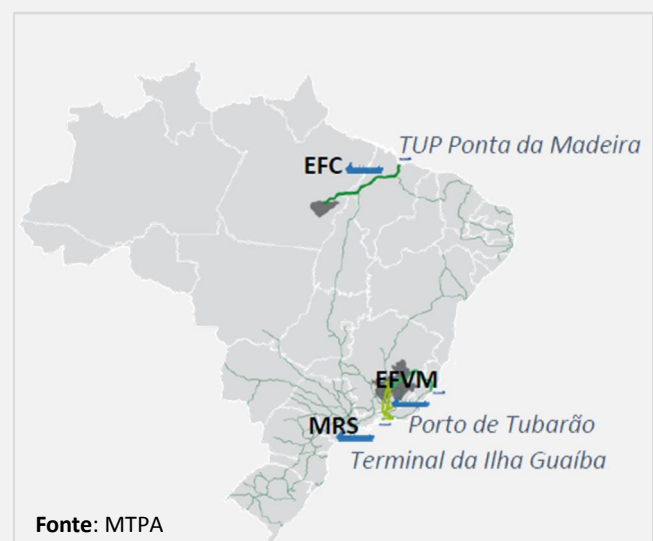 TUP Ponta da Madeira
EFC
EFVM
MRS
Porto de Tubarão
Terminal da Ilha Guaíba
Fonte: MTPA